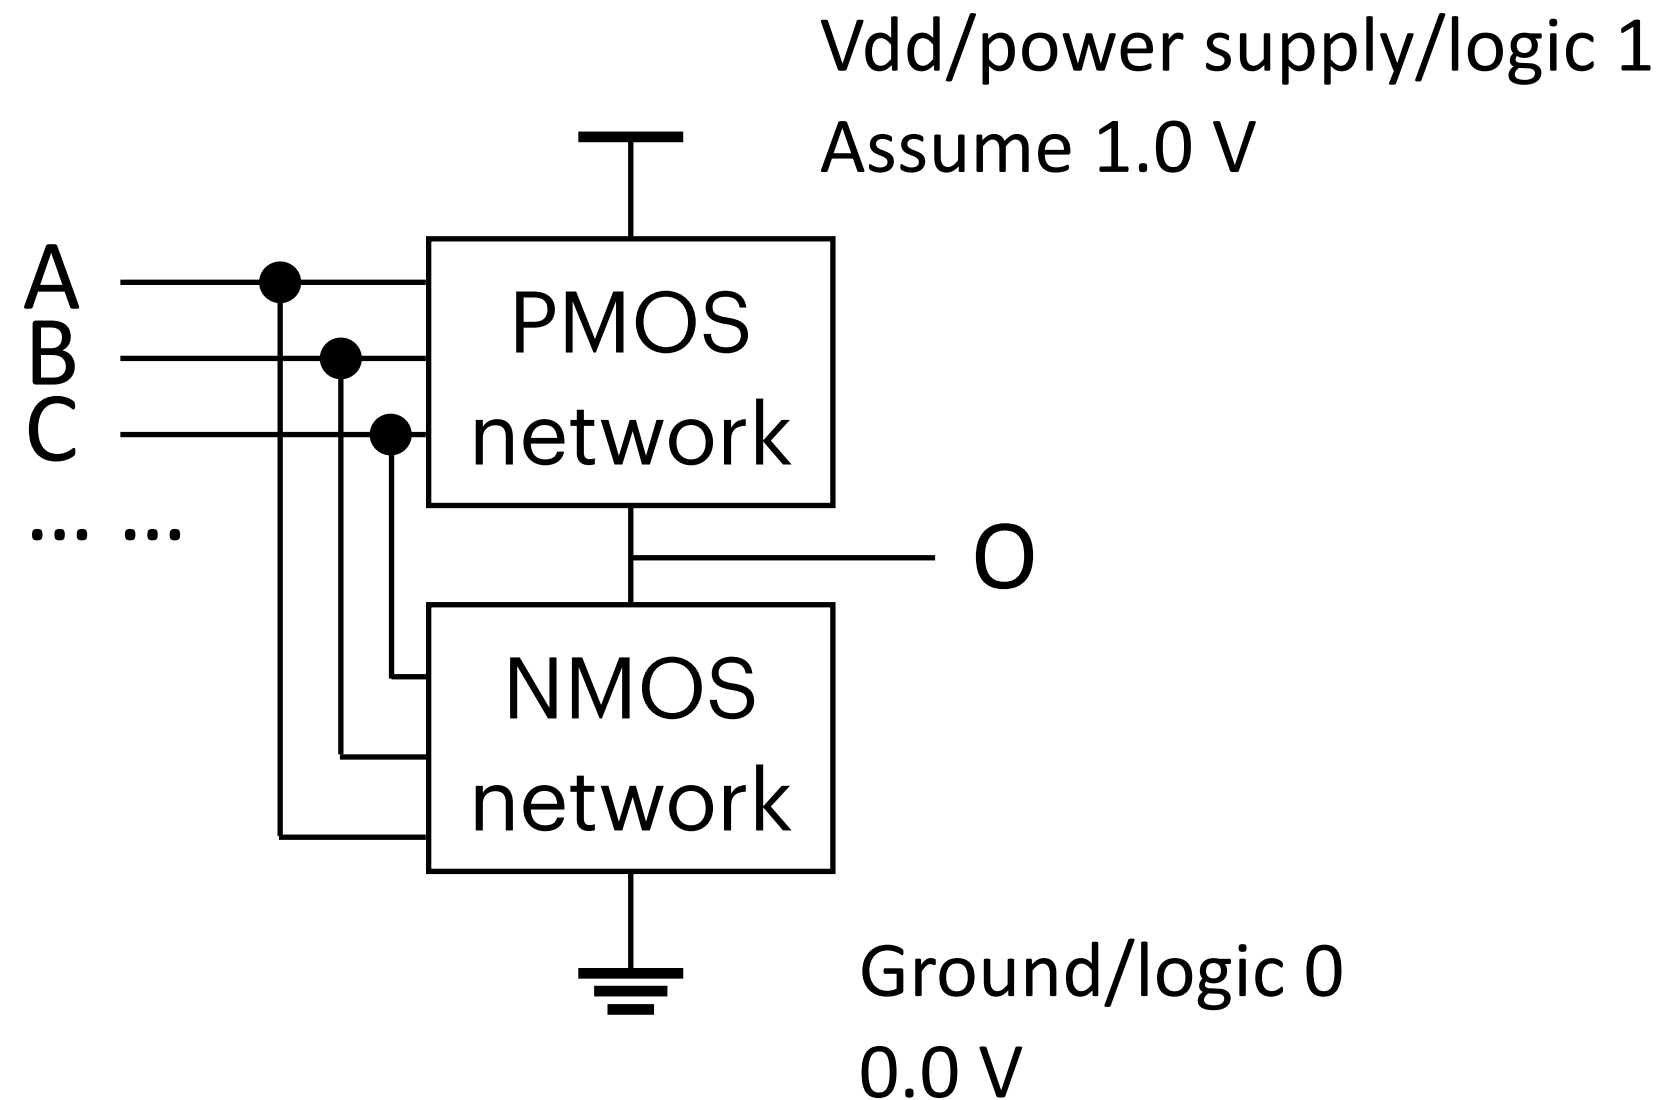 Vdd/power supply/logic 1
Assume 1.0 V
A
B
C
... ...
PMOS
network
O
NMOS
network
Ground/logic 0
0.0 V